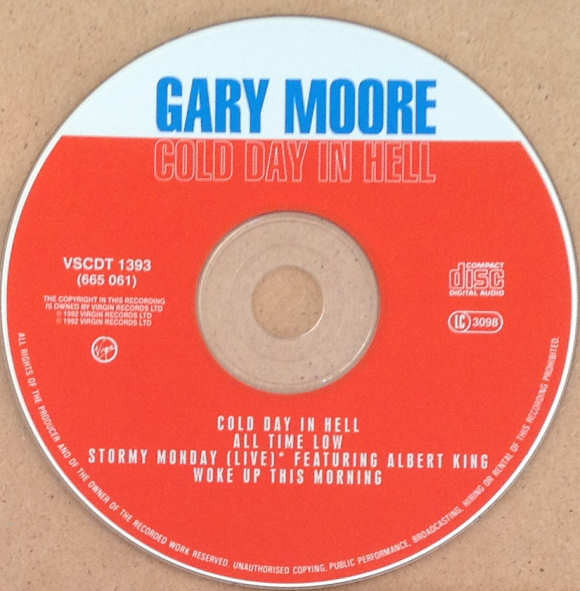 GARY MOORE
COLD DAY IN HELL
VSCDT 1393
(665 061)
THE COPYRIGHT IN THIS RECORDING
IS OWNED BY VIRGIN RECORDS LTD
℗ 1992 VIRGIN RECORDS LTD
© 1992 VIRGIN RECORDS LTD
Virgin
COMPACT
disc
DIGITAL AUDIO
LC 3098
COLD DAY IN HELL
ALL TIME LOW
STORMY MONDAY (LIVE)* FEATURING ALBERT KING
WOKE UP THIS MORNING
ALL RIGHTS OF THE PRODUCER AND OF THE OWNER OF THE RECORDED WORK RESERVED. UNAUTHORISED COPYING, PUBLIC PERFORMANCE, BROADCASTING, HIRING OR RENTAL OF THIS RECORDING PROHIBITED.